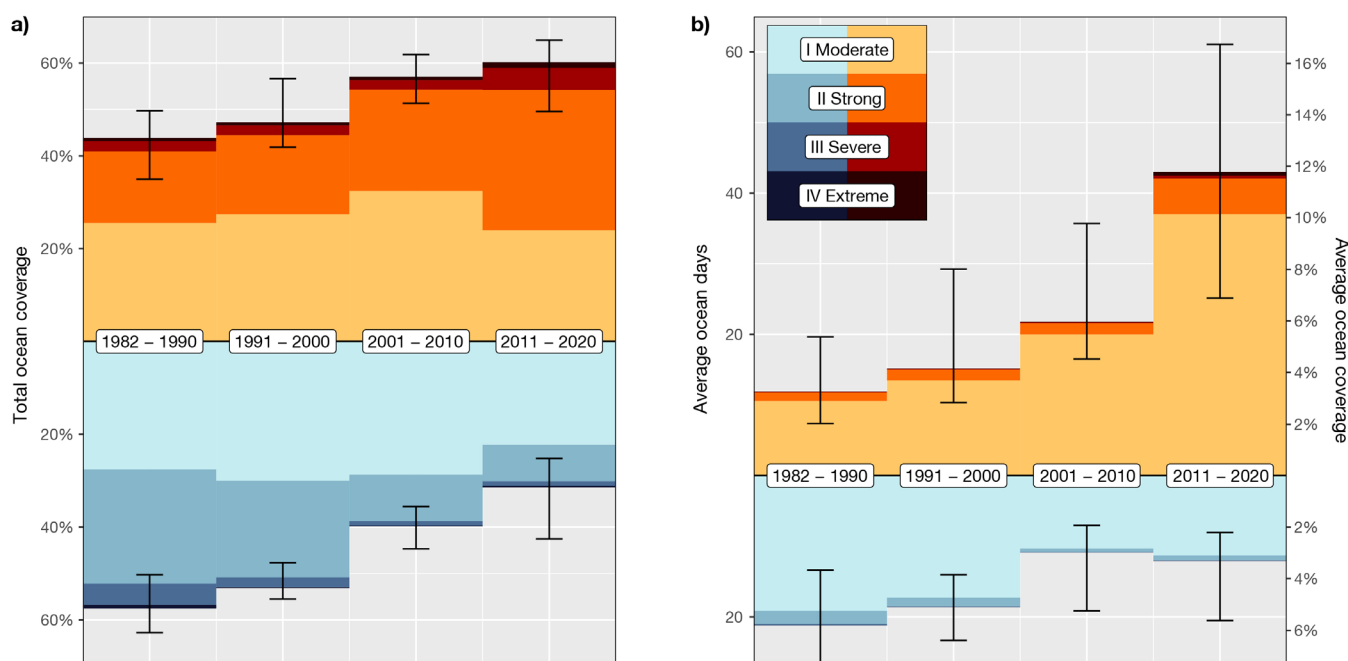 a)
Total ocean coverage
60%
40%
20%
1982 – 1990
1991 – 2000
2001 – 2010
2011 – 2020
20%
40%
60%
b)
Average ocean days
60
40
20
20
I Moderate
II Strong
III Severe
IV Extreme
1982 – 1990
1991 – 2000
2001 – 2010
2011 – 2020
16%
14%
12%
10%
8%
6%
4%
2%
2%
4%
6%
Average ocean coverage